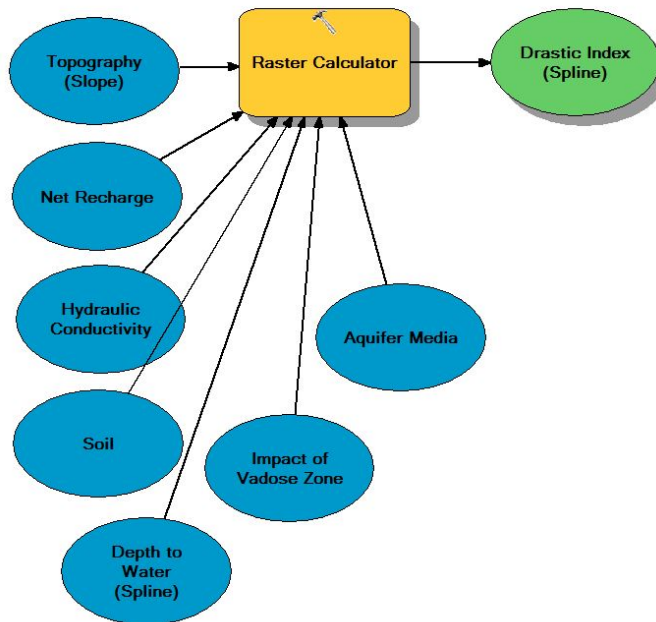 Topography
(Slope)
Raster Calculator
Drastic Index
(Spline)
Net Recharge
Hydraulic
Conductivity
Aquifer Media
Soil
Impact of
Vadose Zone
Depth to
Water
(Spline)